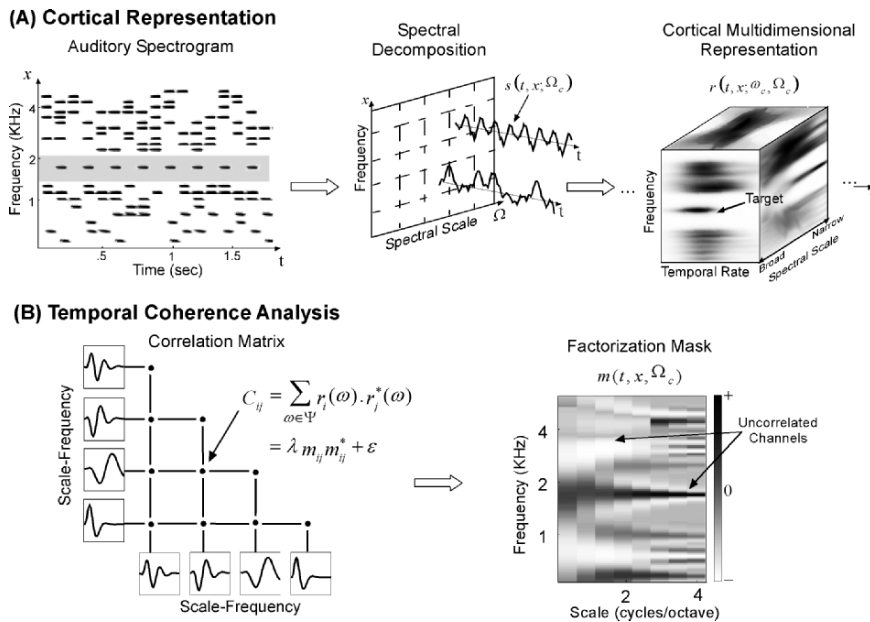 (A) Cortical Representation
Auditory Spectrogram
x
Frequency (KHz)
4
2
1
.5
1
1.5
t
Time (sec)
Spectral
Decomposition
x
Frequency
s(t, x; Ω_c)
t
t
Ω
Spectral Scale
...
Cortical Multidimensional
Representation
r(t, x; ω_c, Ω_c)
Frequency
Target
Temporal Rate
Broad
Narrow
Spectral Scale
...
(B) Temporal Coherence Analysis
Correlation Matrix
Scale-Frequency
C_ij = ∑_{ω∈Ψ} r_i(ω).r_j^*(ω)
= λ m_ij m_ij^* + ε
Scale-Frequency
Factorization Mask
m(t, x, Ω_c)
Frequency (KHz)
4
2
1
2
4
Scale (cycles/octave)
+
0
−
Uncorrelated
Channels